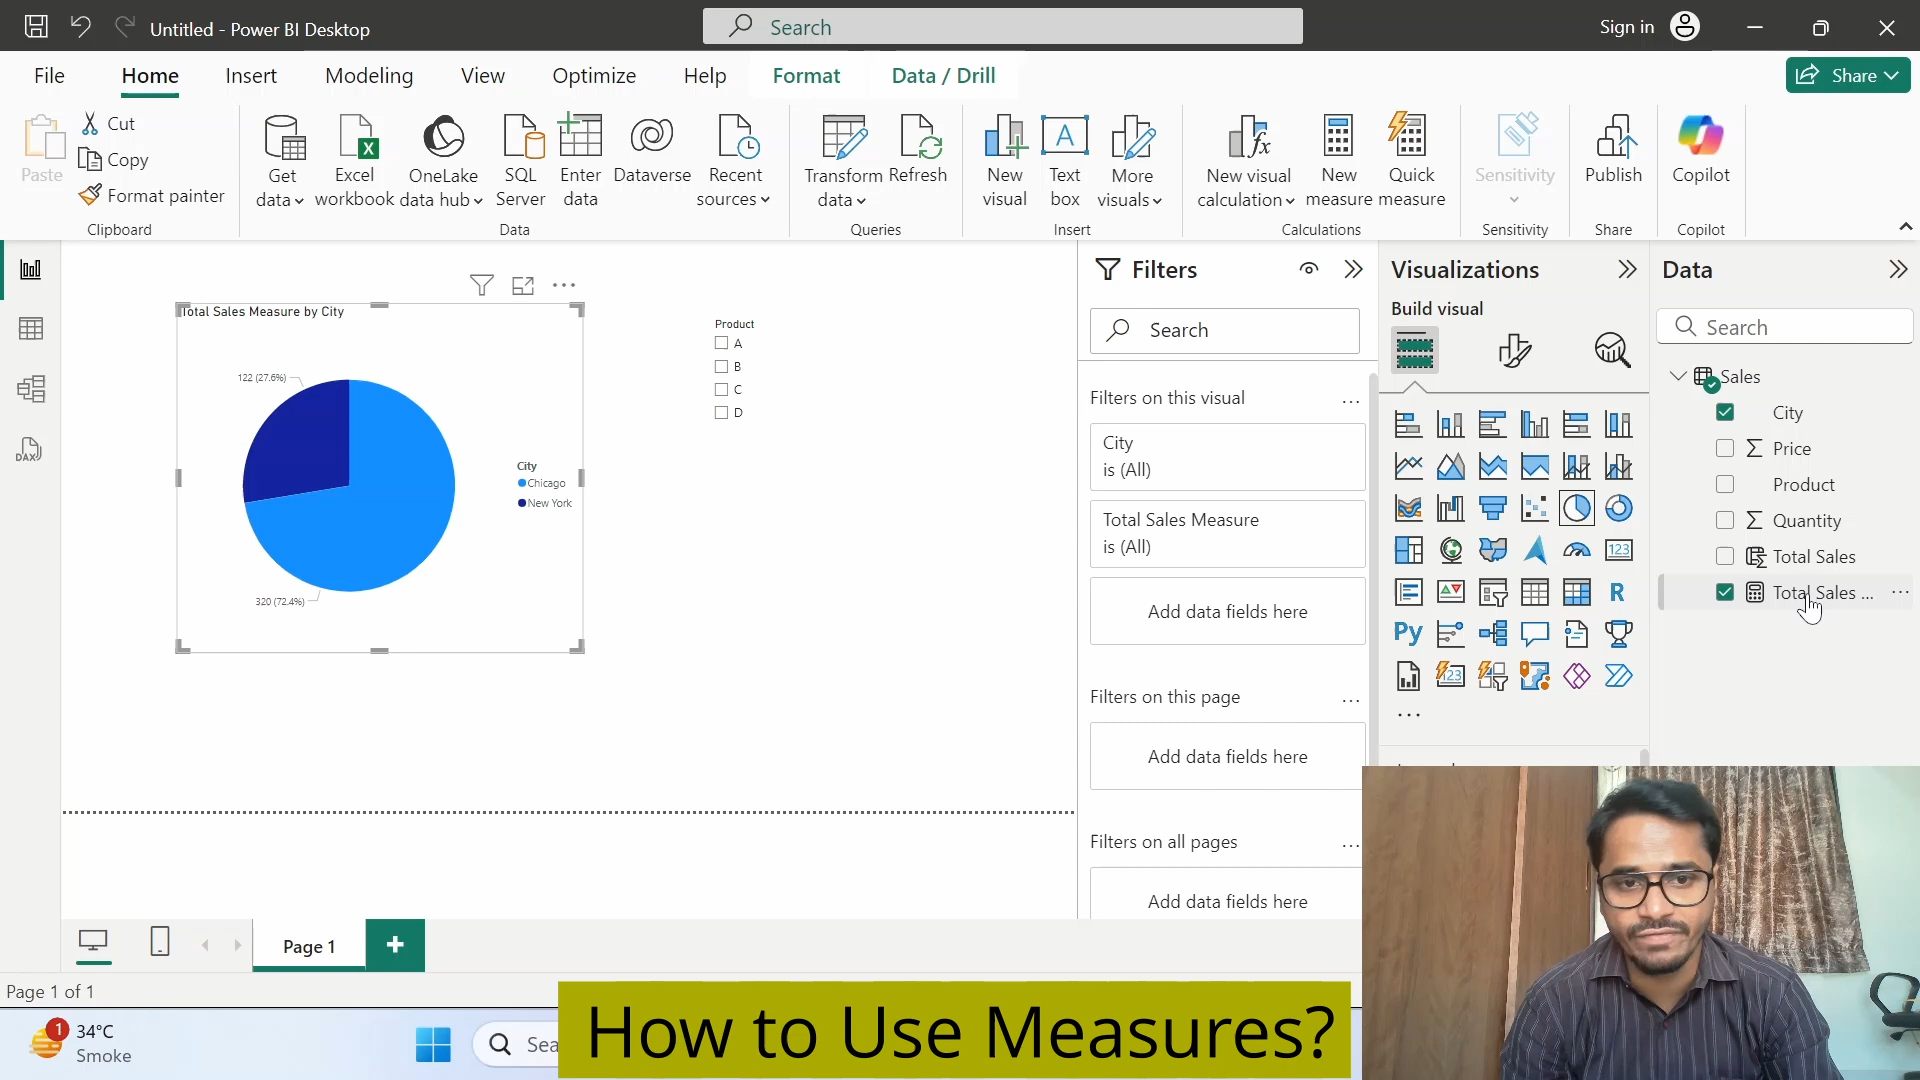 Untitled - Power BI Desktop
Search
Sign in
File
Home
Insert
Modeling
View
Optimize
Help
Format
Data / Drill
Share
Paste
Cut
Copy
Format painter
Clipboard
Get
data
Excel
workbook
OneLake
data hub
SQL
Server
Enter
data
Dataverse
Recent
sources
Data
Transform
data
Refresh
Queries
New
visual
Text
box
More
visuals
Insert
New visual
calculation
New
measure
Quick
measure
Calculations
Sensitivity
Sensitivity
Publish
Share
Copilot
Copilot
Total Sales Measure by City
122 (27.6%)
320 (72.4%)
City
Chicago
New York
Product
A
B
C
D
Filters
Search
Filters on this visual
City
is (All)
Total Sales Measure
is (All)
Add data fields here
Filters on this page
Add data fields here
Filters on all pages
Add data fields here
Visualizations
Build visual
123
R
Py
123
Data
Search
Sales
City
Price
Product
Quantity
Total Sales
Total Sales ...
DAX
Page 1
Page 1 of 1
1
34°C
Smoke
Sea
How to Use Measures?